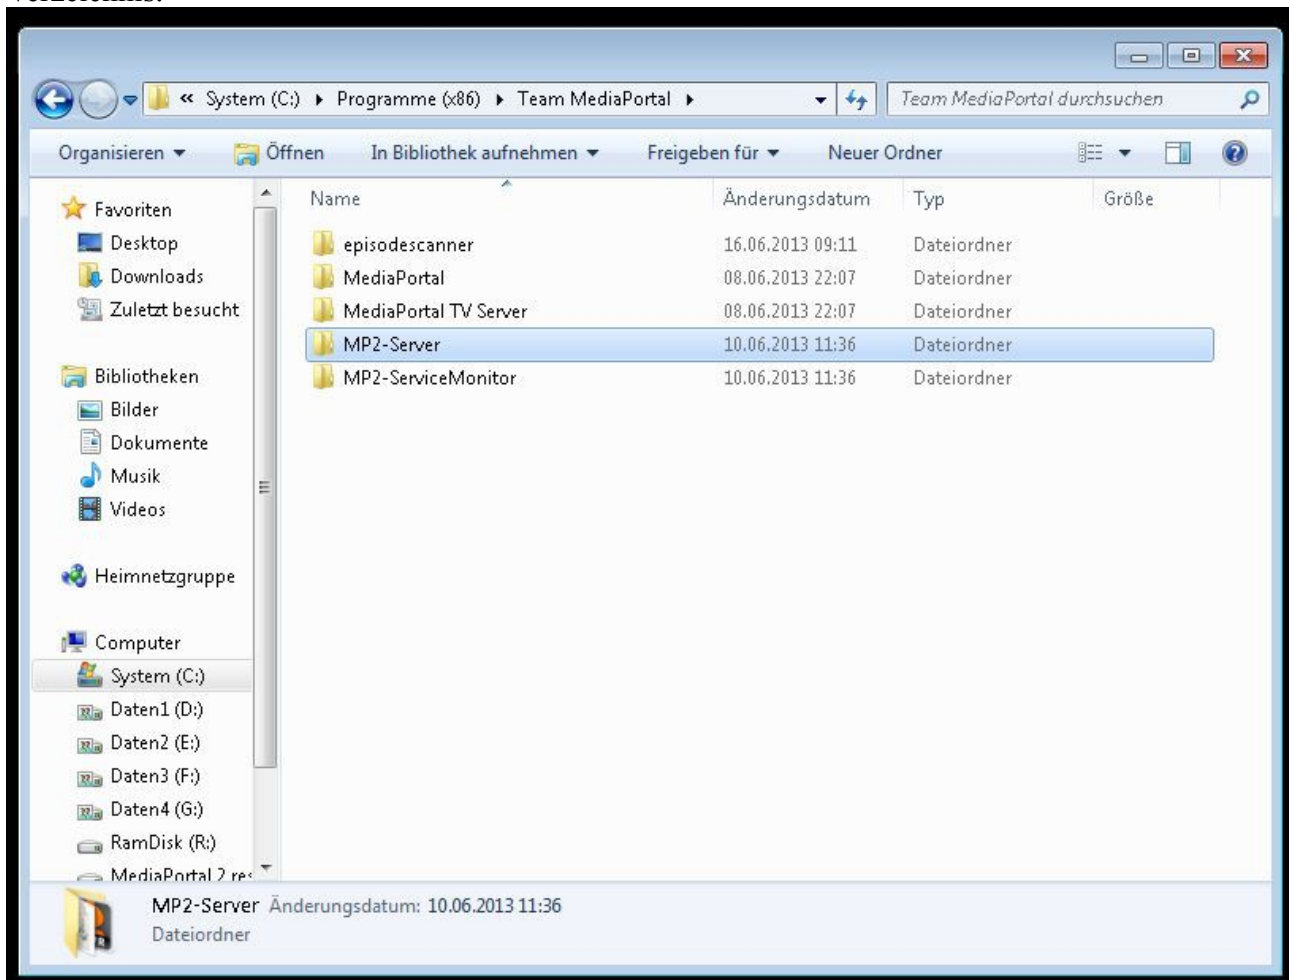 Verzeichnis:
« System (C:) ▸ Programme (x86) ▸ Team MediaPortal ▸
Team MediaPortal durchsuchen
Organisieren Öffnen In Bibliothek aufnehmen Freigeben für Neuer Ordner
Name Änderungsdatum Typ Größe
episodescanner 16.06.2013 09:11 Dateiordner
MediaPortal 08.06.2013 22:07 Dateiordner
MediaPortal TV Server 08.06.2013 22:07 Dateiordner
MP2-Server 10.06.2013 11:36 Dateiordner
MP2-ServiceMonitor 10.06.2013 11:36 Dateiordner
Favoriten
Desktop
Downloads
Zuletzt besucht
Bibliotheken
Bilder
Dokumente
Musik
Videos
Heimnetzgruppe
Computer
System (C:)
Daten1 (D:)
Daten2 (E:)
Daten3 (F:)
Daten4 (G:)
RamDisk (R:)
MediaPortal 2 res
MP2-Server Änderungsdatum: 10.06.2013 11:36
Dateiordner